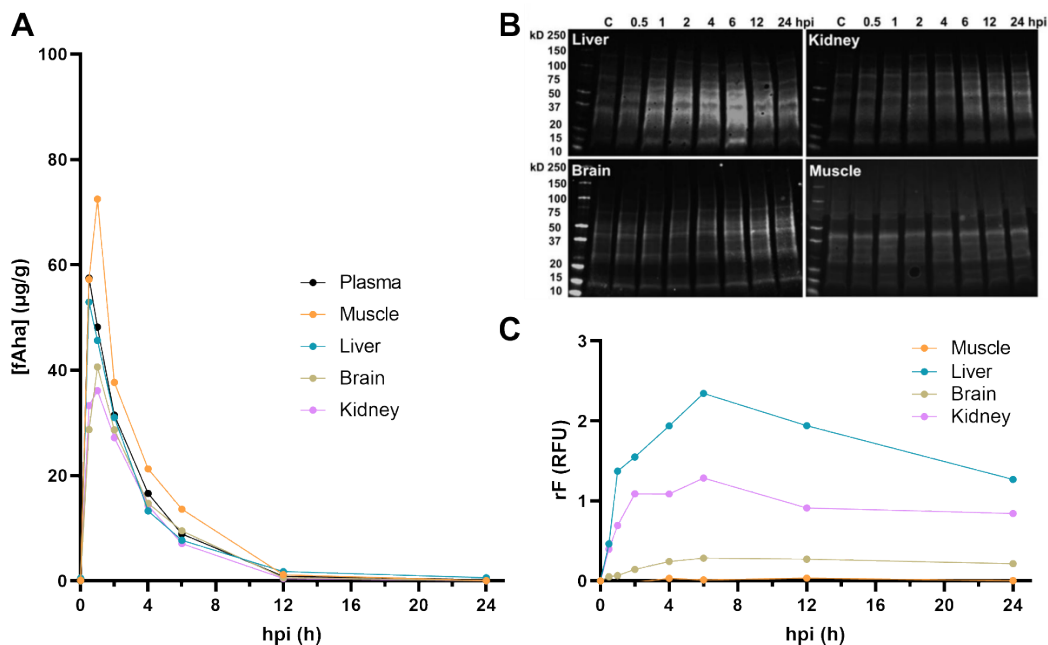 A
100
80
60
40
20
0
[fAha] (µg/g)
0 4 8 12 16 20 24
hpi (h)
Plasma
Muscle
Liver
Brain
Kidney
B
C 0.5 1 2 4 6 12 24 hpi
C 0.5 1 2 4 6 12 24 hpi
kD 250
150
100
75
50
37
20
15
10
Liver
Kidney
kD 250
150
100
75
50
37
20
15
10
Brain
Muscle
C
3
2
1
0
rF (RFU)
0 4 8 12 16 20 24
hpi (h)
Muscle
Liver
Brain
Kidney